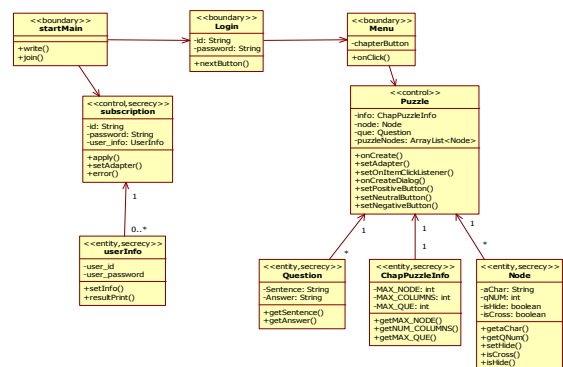 <<boundary>>
startMain
+write()
+join()
<<boundary>>
Login
-id: String
-password: String
+nextButton()
<<boundary>>
Menu
-chapterButton
+onClick()
<<control,secrecy>>
subscription
-id: String
-password: String
-user_info: UserInfo
+apply()
+setAdapter()
+error()
<<control>>
Puzzle
-info: ChapPuzzleInfo
-node: Node
-que: Question
-puzzleNodes: ArrayList<Node>
+onCreate()
+setAdapter()
+setOnItemClickListener()
+onCreateDialog()
+setPositiveButton()
+setNeutralButton()
+setNegativeButton()
1
0..*
<<entity,secrecy>>
userInfo
-user_id
-user_password
+setInfo()
+resultPrint()
1
*
1
1
1
*
<<entity,secrecy>>
Question
-Sentence: String
-Answer: String
+getSentence()
+getAnswer()
<<entity,secrecy>>
ChapPuzzleInfo
-MAX_NODE: int
-MAX_COLUMNS: int
-MAX_QUE: int
+getMAX_NODE()
+getNUM_COLUMNS()
+getMAX_QUE()
<<entity,secrecy>>
Node
-aChar: String
-qNUM: int
-isHide: boolean
-isCross: boolean
+getaChar()
+getQNum()
+setHide()
+isCross()
+isHide()